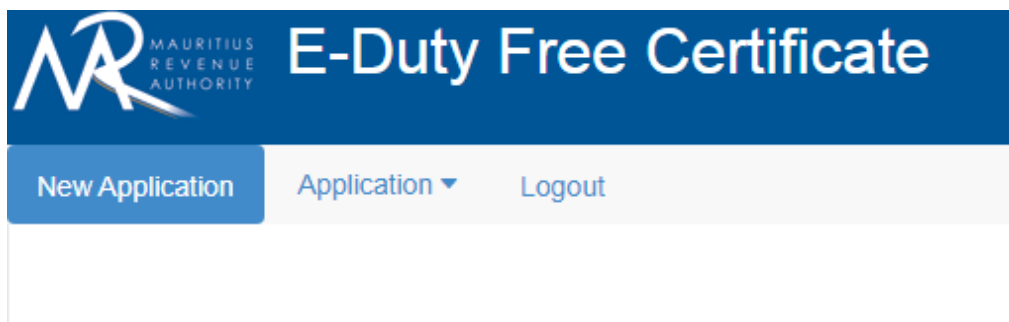 MAURITIUS
REVENUE
AUTHORITY
E-Duty Free Certificate
New Application Application Logout